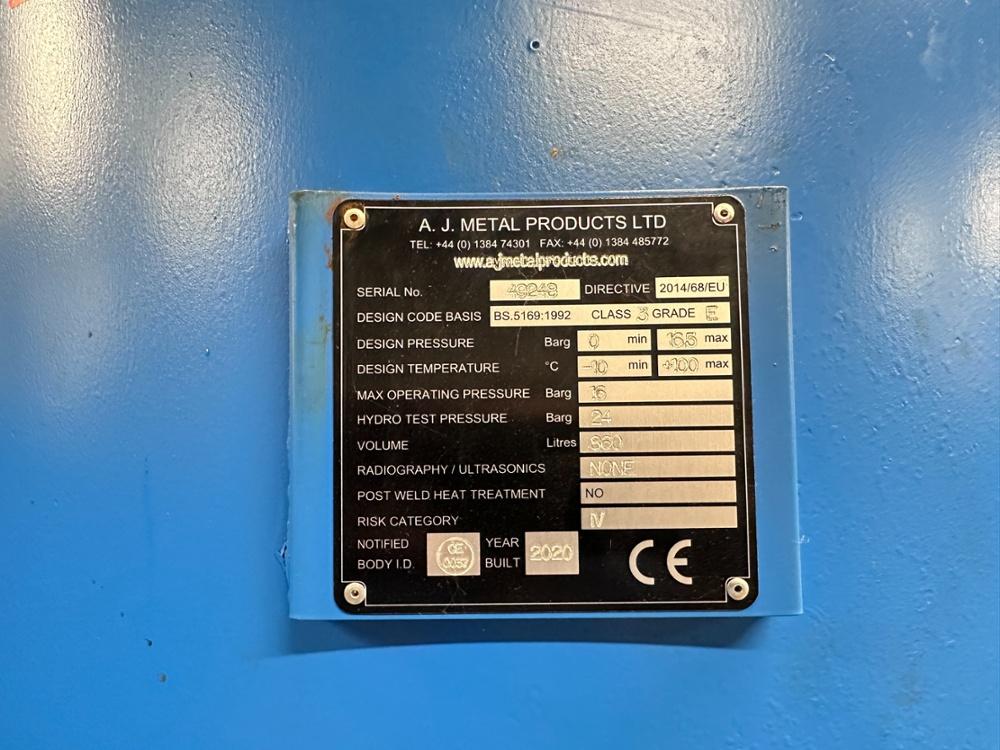 A. J. METAL PRODUCTS LTD
TEL: +44 (0) 1384 74301 FAX: +44 (0) 1384 485772
www.ajmetalproducts.com
SERIAL No. 49248 DIRECTIVE 2014/68/EU
DESIGN CODE BASIS BS.5169:1992 CLASS 3 GRADE E
DESIGN PRESSURE Barg 0 min 16.5 max
DESIGN TEMPERATURE °C -10 min +100 max
MAX OPERATING PRESSURE Barg 16
HYDRO TEST PRESSURE Barg 24
VOLUME Litres 860
RADIOGRAPHY / ULTRASONICS NONE
POST WELD HEAT TREATMENT NO
RISK CATEGORY IV
NOTIFIED BODY I.D. CE 0037 YEAR BUILT 2020
CE